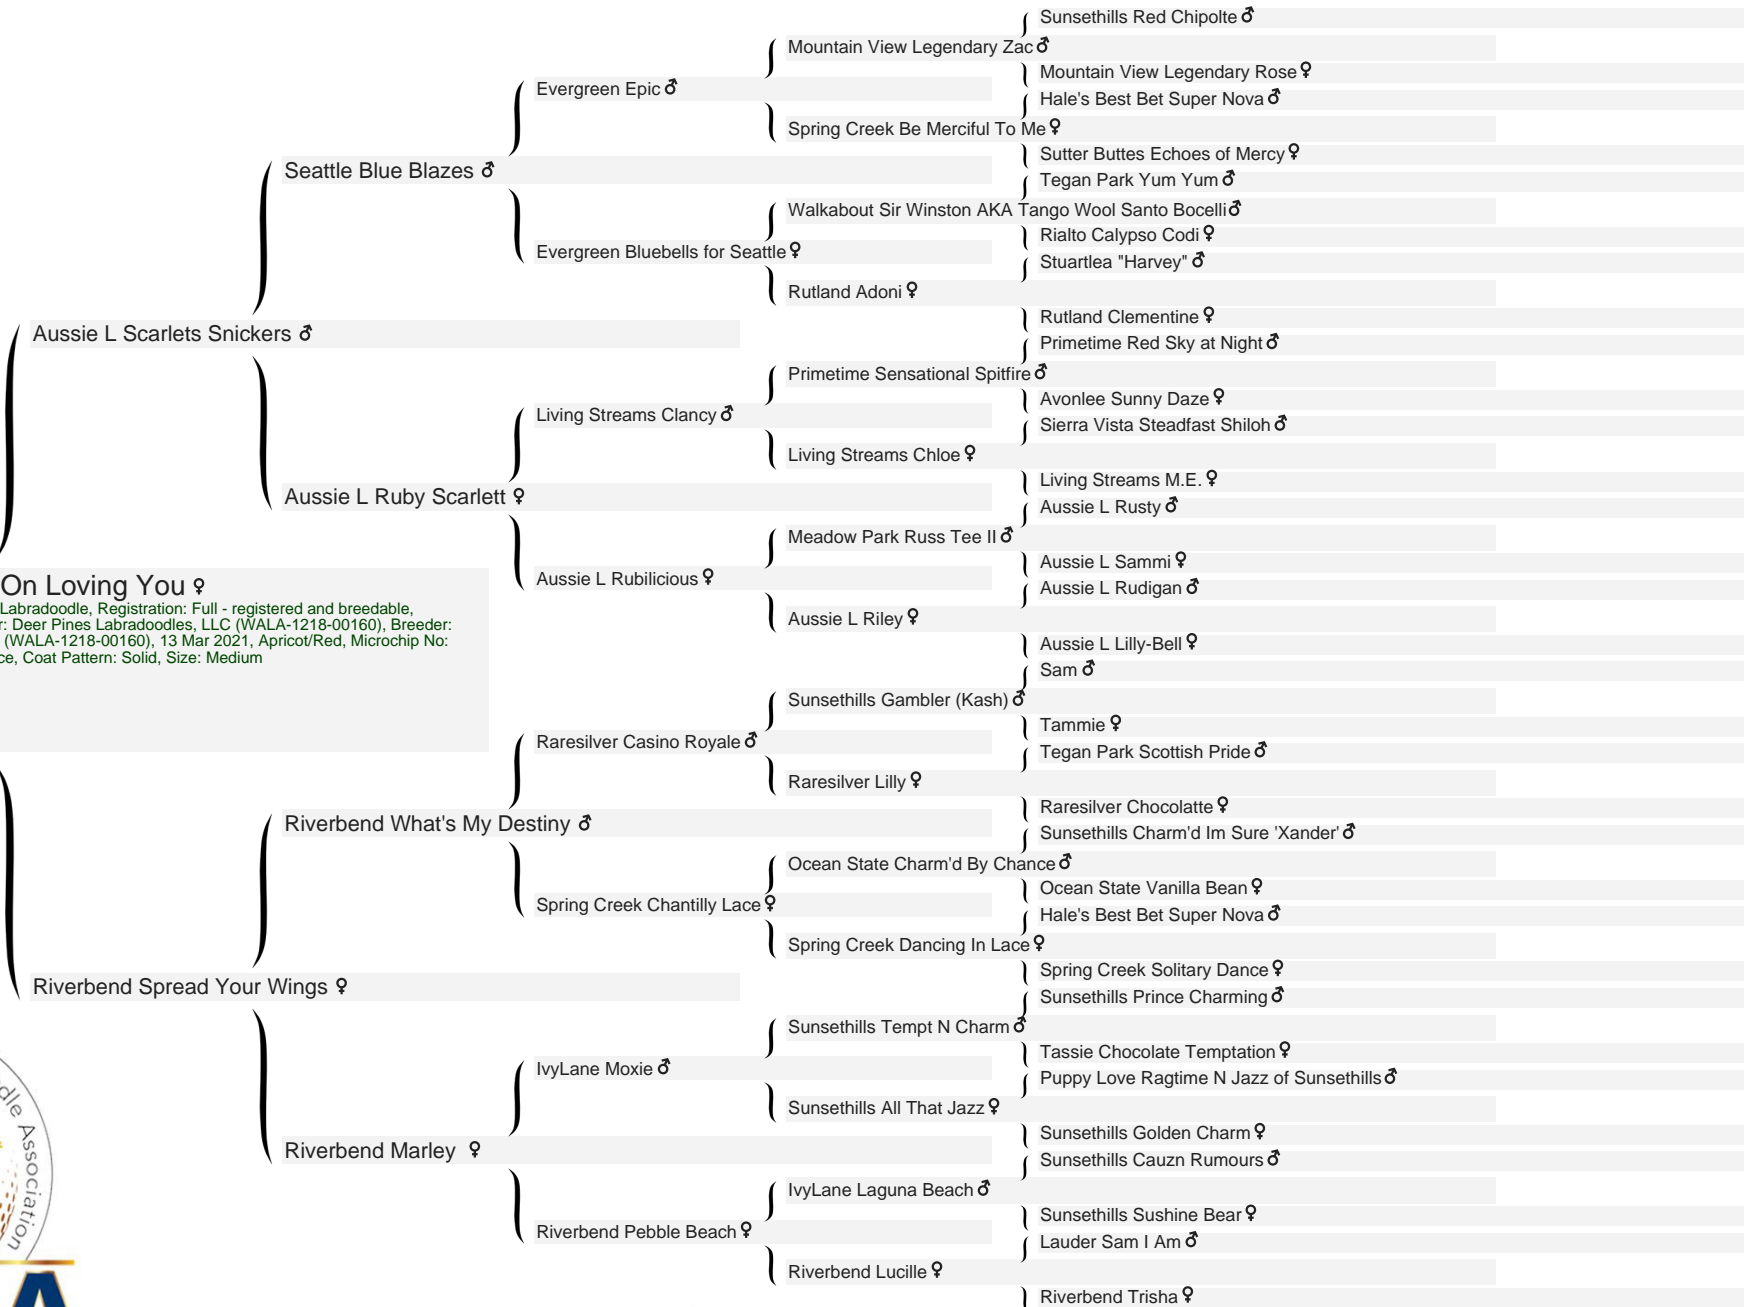 Sunsethills Red Chipolte ♂
Mountain View Legendary Zac ♂
Mountain View Legendary Rose ♀
Evergreen Epic ♂
Hale's Best Bet Super Nova ♂
Spring Creek Be Merciful To Me ♀
Sutter Buttes Echoes of Mercy ♀
Seattle Blue Blazes ♂
Tegan Park Yum Yum ♂
Walkabout Sir Winston AKA Tango Wool Santo Bocelli ♂
Rialto Calypso Codi ♀
Evergreen Bluebells for Seattle ♀
Stuartlea "Harvey" ♂
Rutland Adoni ♀
Rutland Clementine ♀
Aussie L Scarlets Snickers ♂
Primetime Red Sky at Night ♂
Primetime Sensational Spitfire ♂
Avonlee Sunny Daze ♀
Living Streams Clancy ♂
Sierra Vista Steadfast Shiloh ♂
Living Streams Chloe ♀
Living Streams M.E. ♀
Aussie L Ruby Scarlett ♀
Aussie L Rusty ♂
Meadow Park Russ Tee II ♂
Aussie L Sammi ♀
Aussie L Rubilicious ♀
Aussie L Rudigan ♂
Aussie L Riley ♀
Aussie L Lilly-Bell ♀
On Loving You ♀
Labradoodle, Registration: Full - registered and breedable,
r: Deer Pines Labradoodles, LLC (WALA-1218-00160), Breeder:
(WALA-1218-00160), 13 Mar 2021, Apricot/Red, Microchip No:
ce, Coat Pattern: Solid, Size: Medium
Sam ♂
Sunsethills Gambler (Kash) ♂
Tammie ♀
Raresilver Casino Royale ♂
Tegan Park Scottish Pride ♂
Raresilver Lilly ♀
Raresilver Chocolatte ♀
Riverbend What's My Destiny ♂
Sunsethills Charm'd Im Sure 'Xander' ♂
Ocean State Charm'd By Chance ♂
Ocean State Vanilla Bean ♀
Spring Creek Chantilly Lace ♀
Hale's Best Bet Super Nova ♂
Spring Creek Dancing In Lace ♀
Spring Creek Solitary Dance ♀
Riverbend Spread Your Wings ♀
Sunsethills Prince Charming ♂
Sunsethills Tempt N Charm ♂
Tassie Chocolate Temptation ♀
IvyLane Moxie ♂
Puppy Love Ragtime N Jazz of Sunsethills ♂
Sunsethills All That Jazz ♀
Sunsethills Golden Charm ♀
Riverbend Marley ♀
Sunsethills Cauzn Rumours ♂
IvyLane Laguna Beach ♂
Sunsethills Sushine Bear ♀
Riverbend Pebble Beach ♀
Lauder Sam I Am ♂
Riverbend Lucille ♀
Riverbend Trisha ♀
dle Association
A